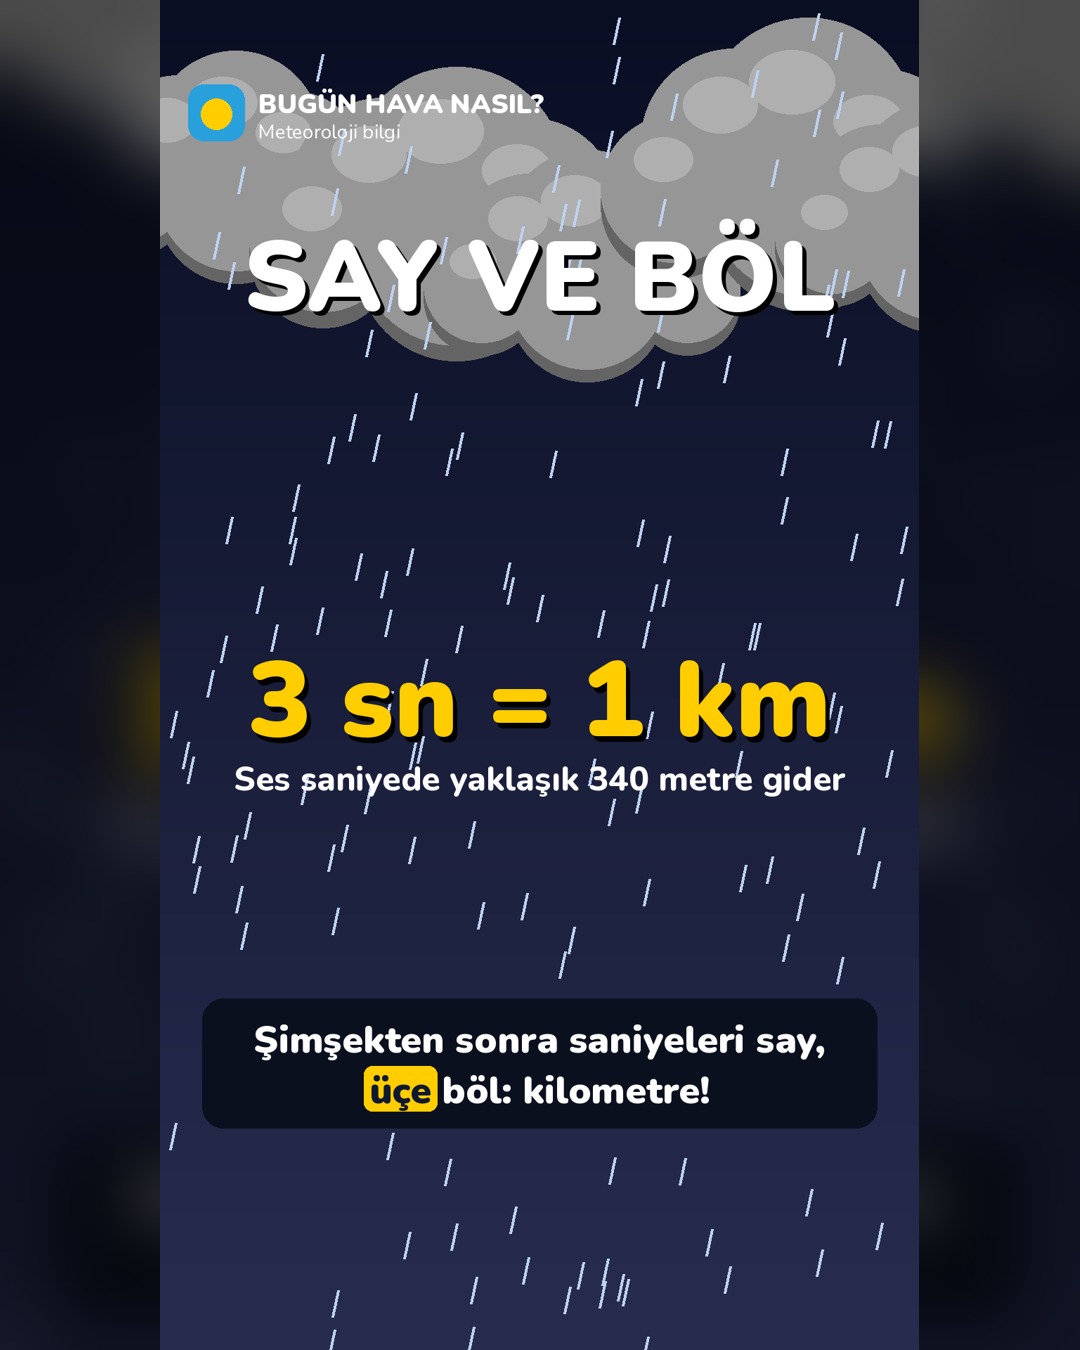 BUGÜN HAVA NASIL?
Meteoroloji bilgi
SAY VE BÖL
3 sn = 1 km
Ses saniyede yaklaşık 340 metre gider
Şimşekten sonra saniyeleri say,
üçe böl: kilometre!